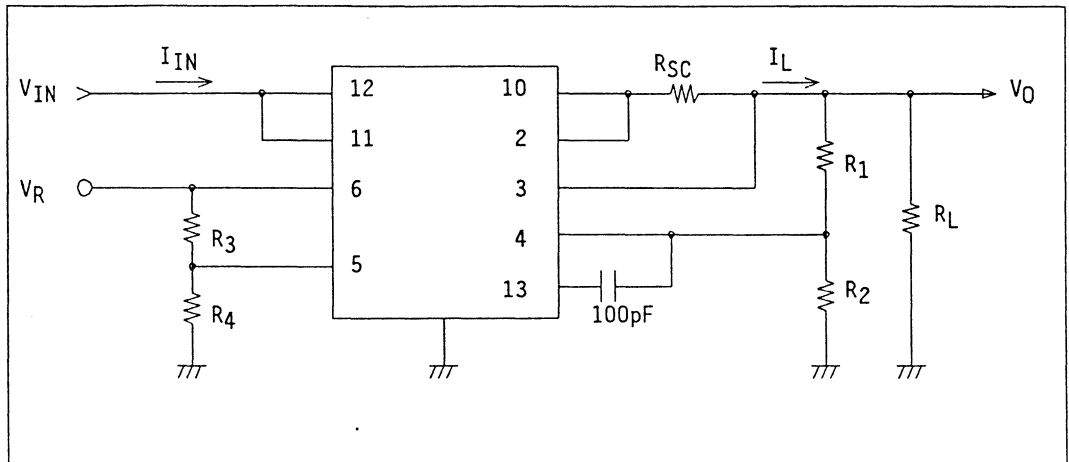 I_IN
R_SC
I_L
V_IN
12
10
V_O
11
2
R_1
V_R
6
3
R_3
4
R_L
5
13
R_4
100pF
R_2